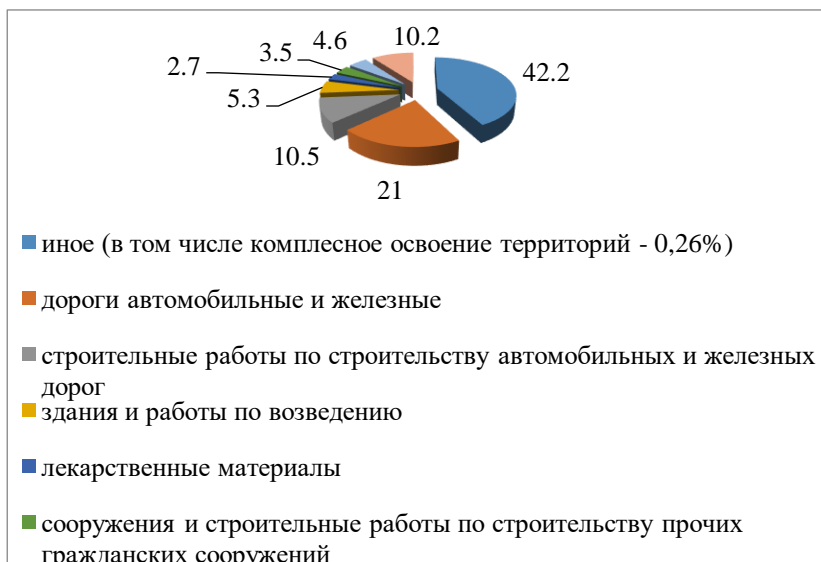 4.6
10.2
3.5
2.7
42.2
5.3
10.5
21
иное (в том числе комплесное освоение территорий - 0,26%)
дороги автомобильные и железные
строительные работы по строительству автомобильных и железных
дорог
здания и работы по возведению
лекарственные материалы
сооружения и строительные работы по строительству прочих
гражданских сооружений